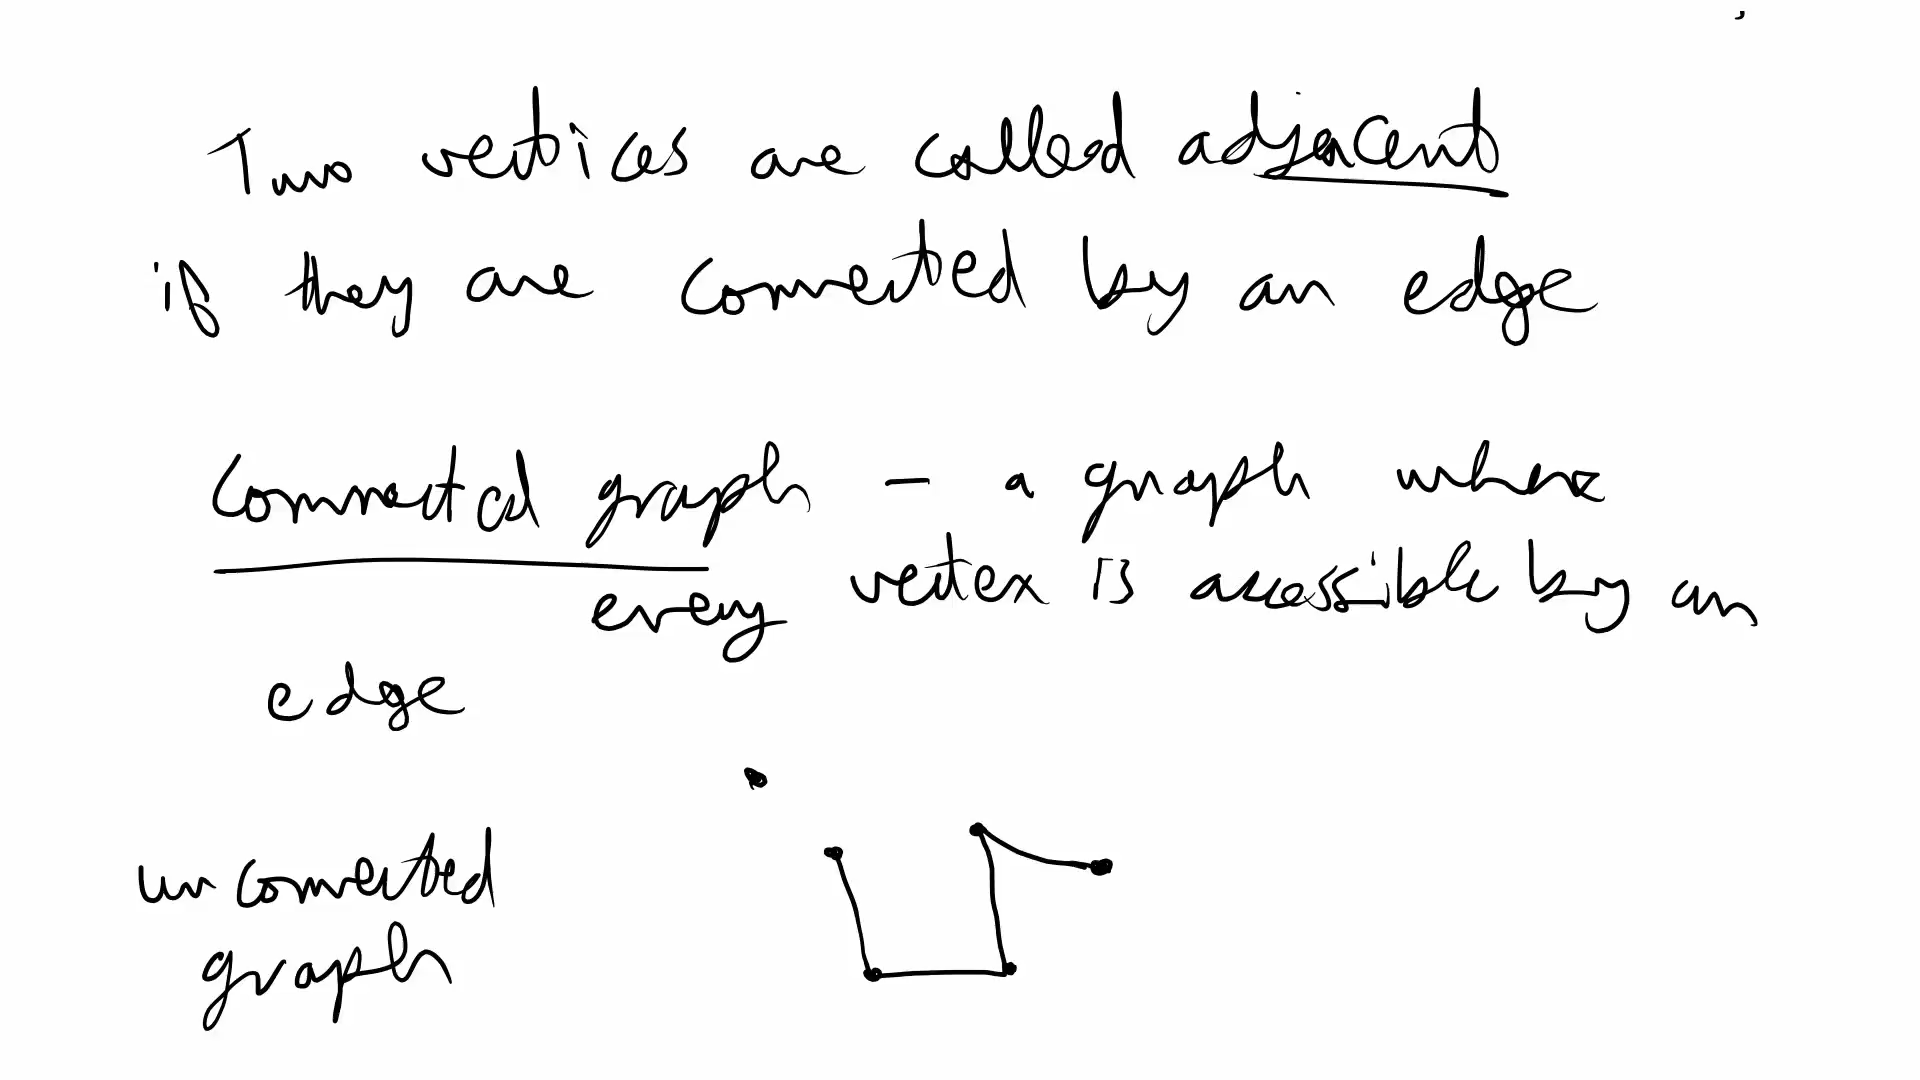 Two vertices are called adjacent
if they are connected by an edge
Connected graph - a graph where
every vertex is accessible by an
edge
unconnected
graph